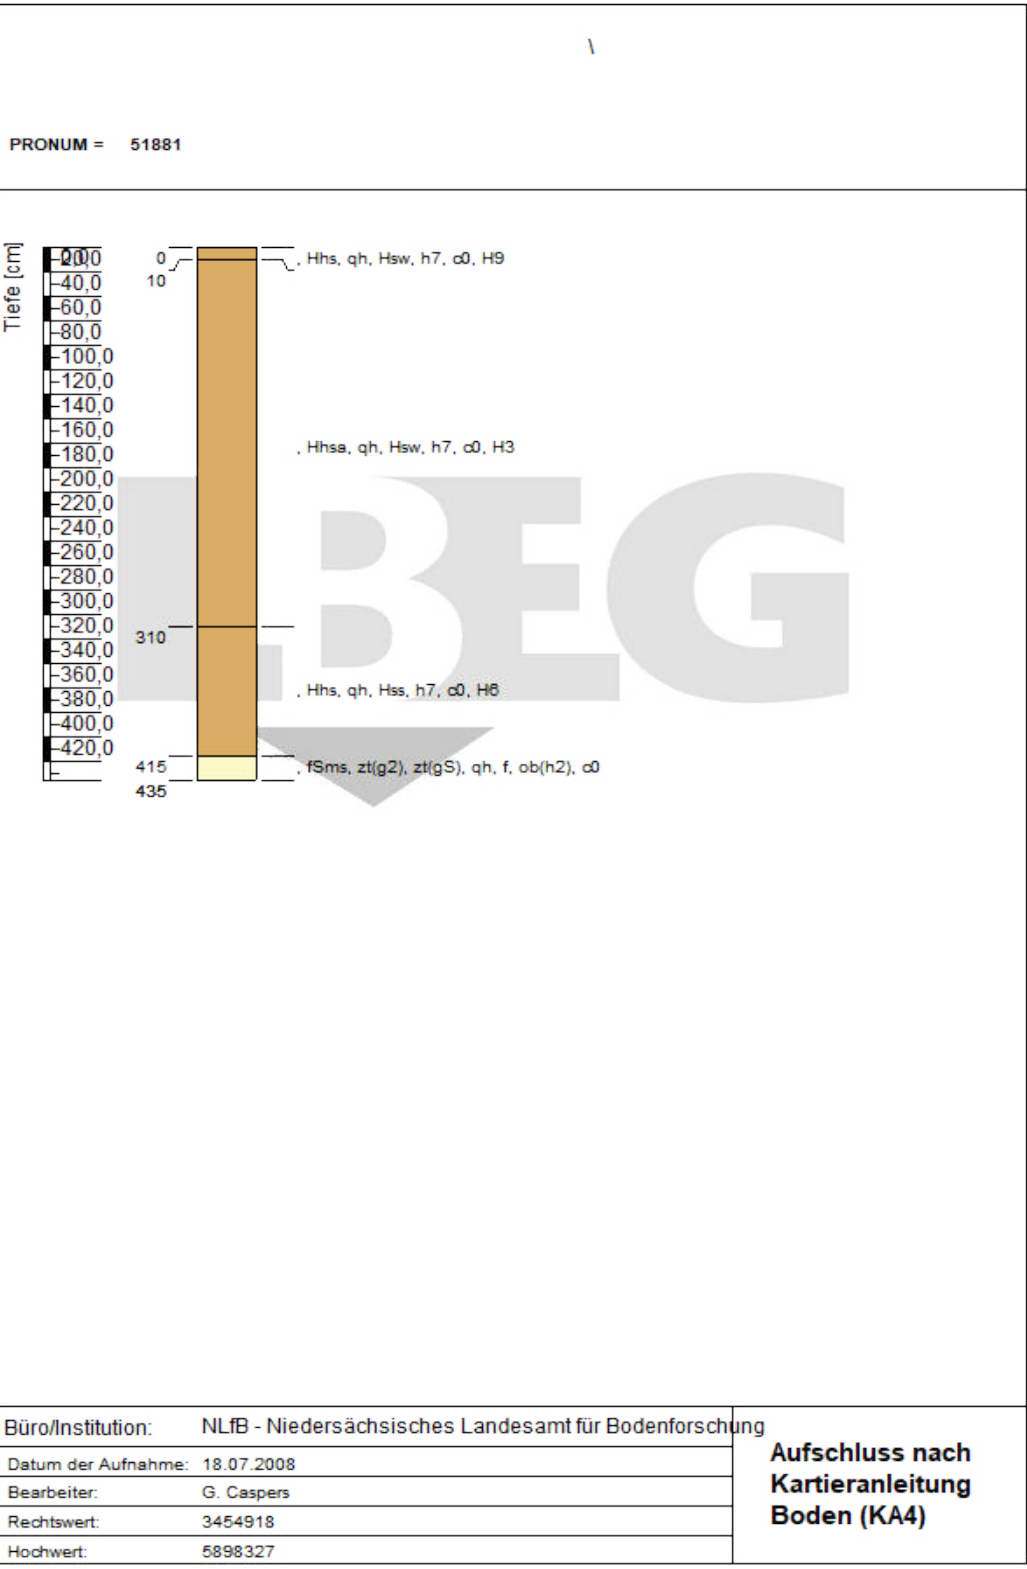 \
PRONUM = 51881
Tiefe [cm]
0,0
-20,0
-40,0
-60,0
-80,0
-100,0
-120,0
-140,0
-160,0
-180,0
-200,0
-220,0
-240,0
-260,0
-280,0
-300,0
-320,0
-340,0
-360,0
-380,0
-400,0
-420,0
0
10
310
415
435
, Hhs, qh, Hsw, h7, c0, H9
, Hhsa, qh, Hsw, h7, c0, H3
, Hhs, qh, Hss, h7, c0, H6
, fSms, zt(g2), zt(gS), qh, f, ob(h2), c0
LBEG
Büro/Institution: NLfB - Niedersächsisches Landesamt für Bodenforschung
Datum der Aufnahme: 18.07.2008
Bearbeiter: G. Caspers
Rechtswert: 3454918
Hochwert: 5898327
Aufschluss nach
Kartieranleitung
Boden (KA4)